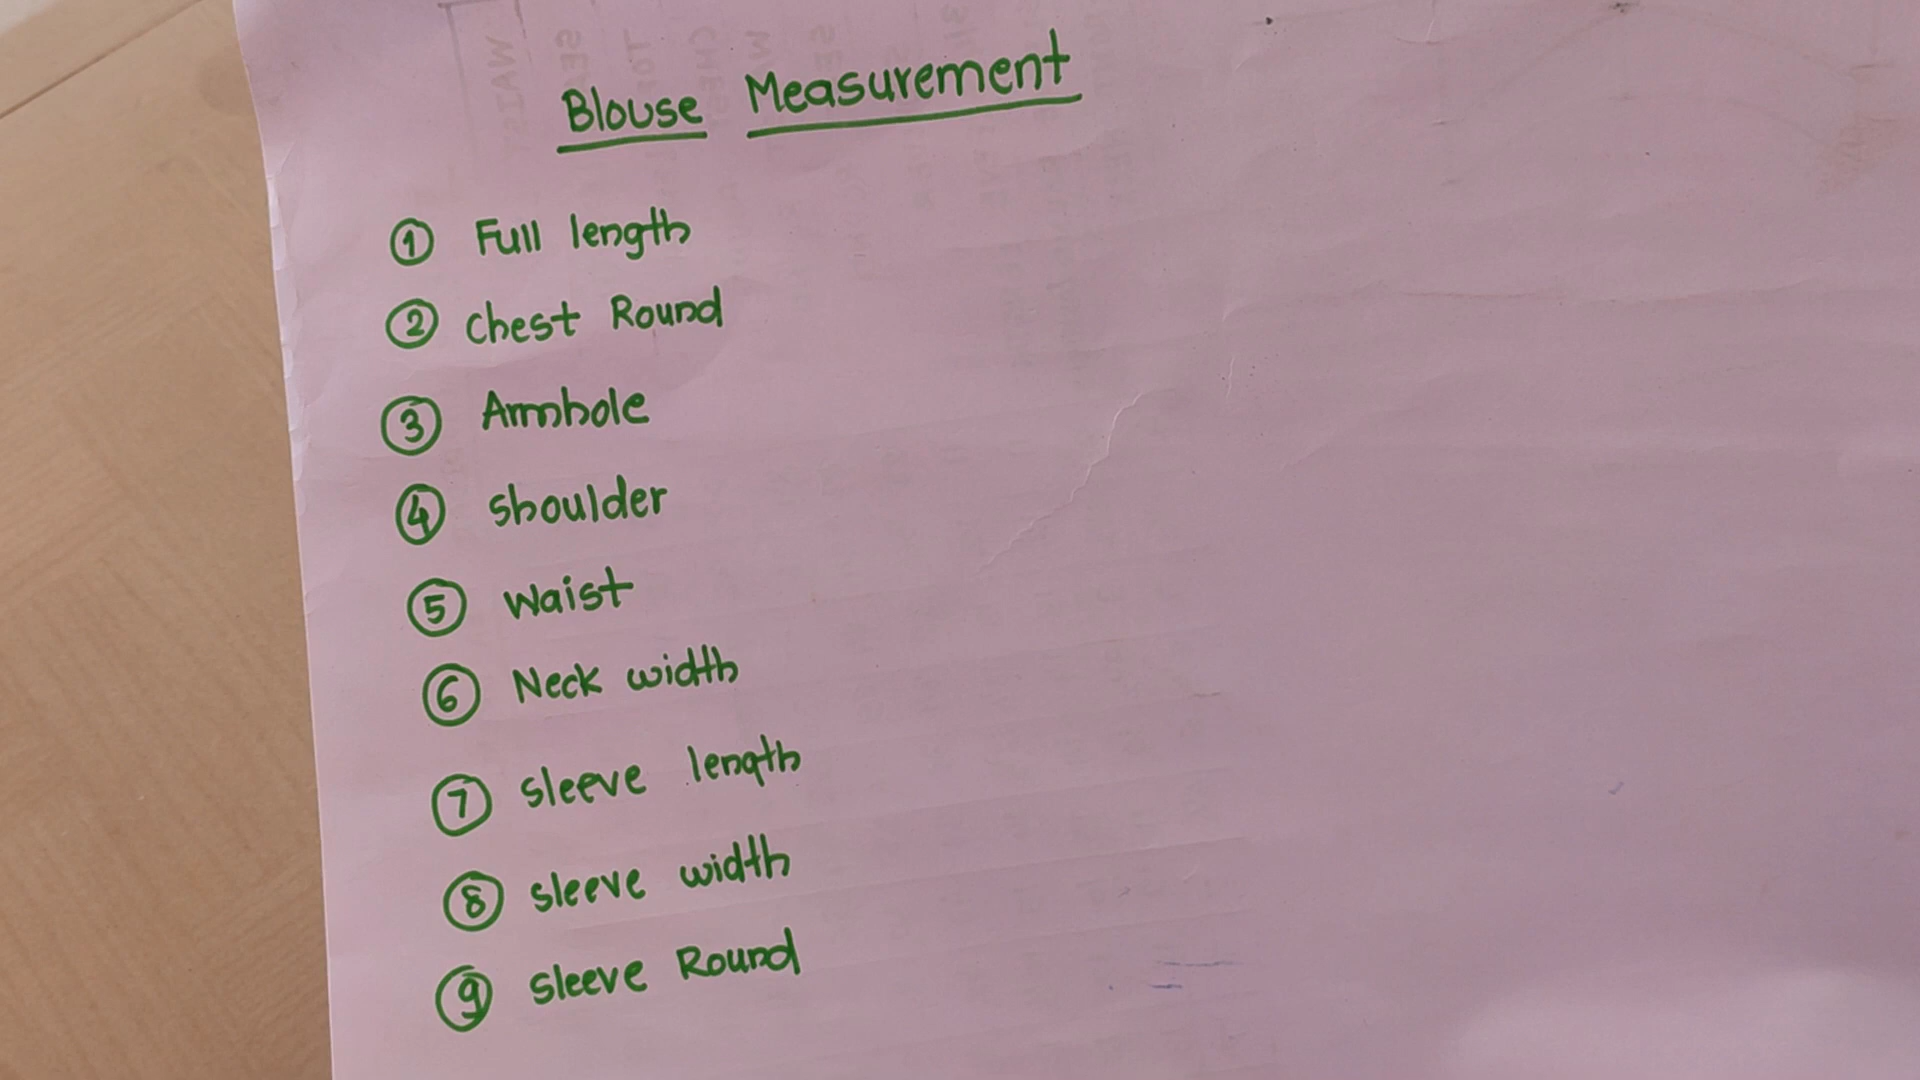 Blouse Measurement
① Full length
② chest Round
③ Armhole
④ shoulder
⑤ waist
⑥ Neck width
⑦ sleeve length
⑧ sleeve width
⑨ sleeve Round